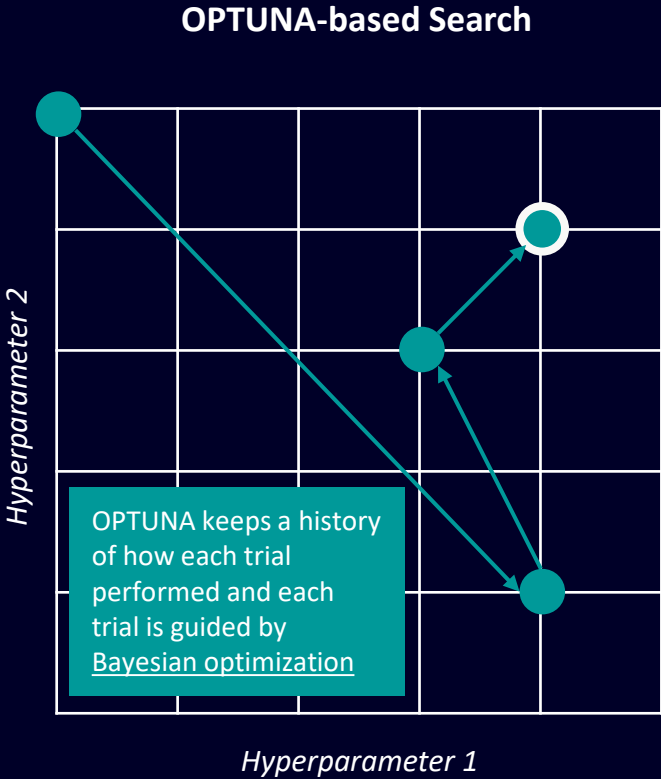 OPTUNA-based Search
Hyperparameter 2
OPTUNA keeps a history
of how each trial
performed and each
trial is guided by
Bayesian optimization
Hyperparameter 1